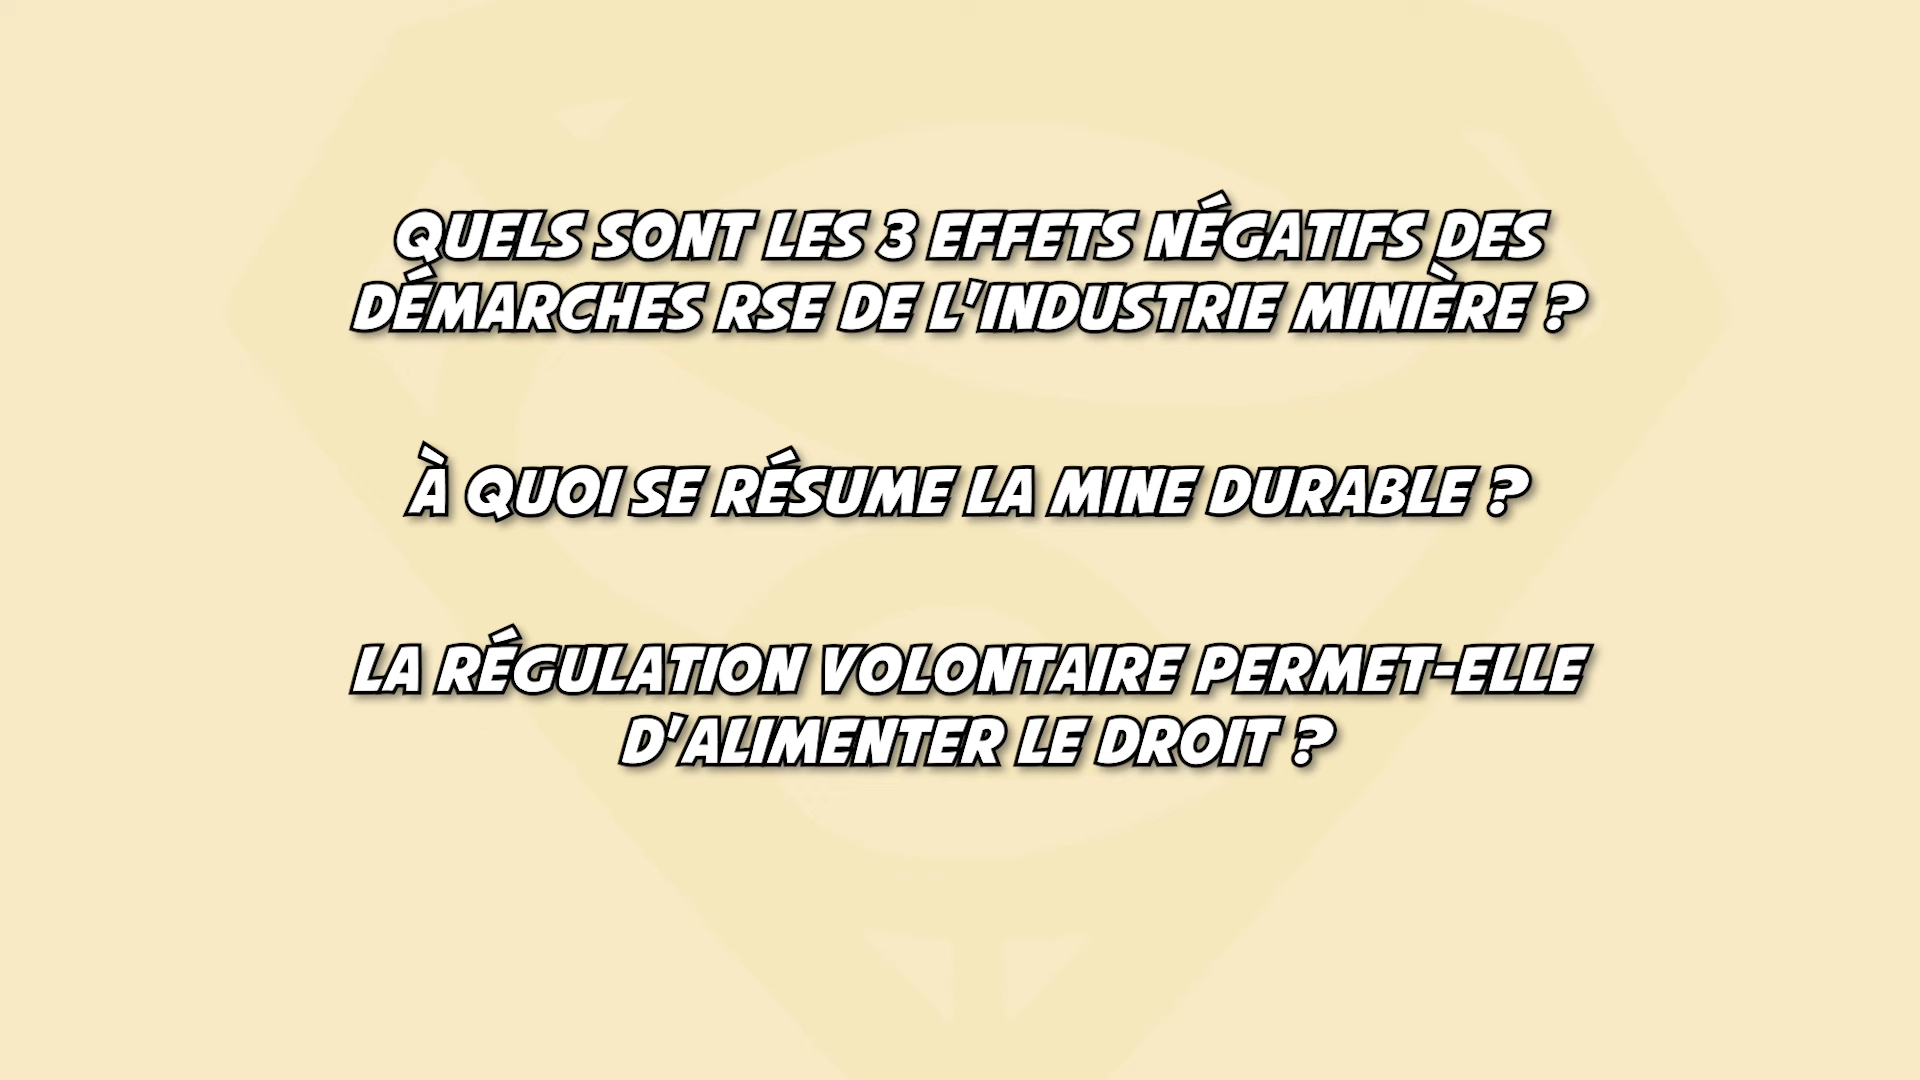 QUELS SONT LES 3 EFFETS NÉGATIFS DES
DÉMARCHES RSE DE L'INDUSTRIE MINIÈRE ?
À QUOI SE RÉSUME LA MINE DURABLE ?
LA RÉGULATION VOLONTAIRE PERMET-ELLE
D'ALIMENTER LE DROIT ?